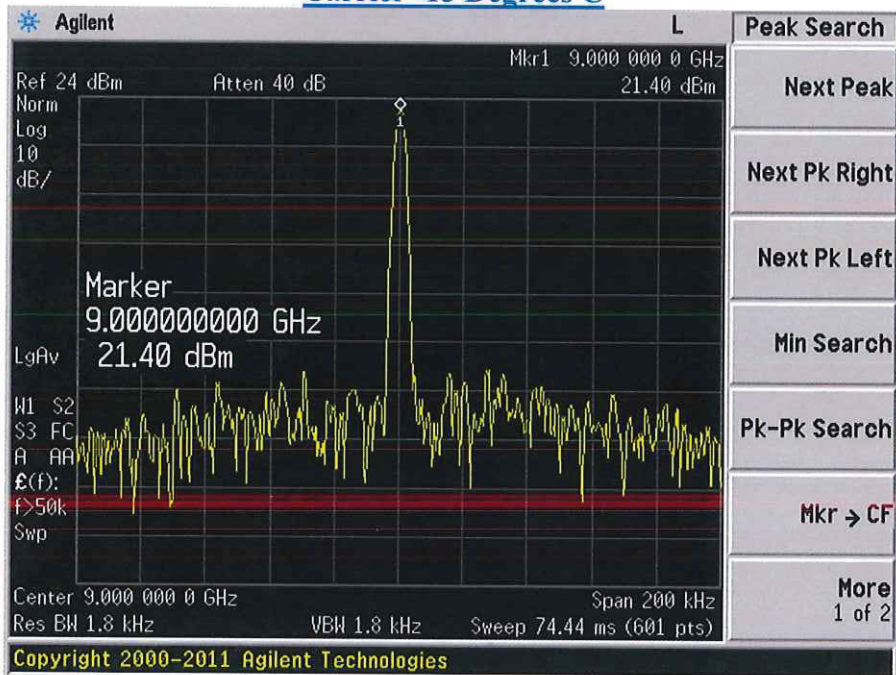 Agilent L Peak Search
Mkr1 9.000 000 0 GHz
Ref 24 dBm Atten 40 dB 21.40 dBm
Norm
Log
10
dB/
1
Marker
9.000000000 GHz
21.40 dBm
LgAv
W1 S2
S3 FC
A AA
£(f):
f>50k
Swp
Center 9.000 000 0 GHz Span 200 kHz
Res BW 1.8 kHz VBW 1.8 kHz Sweep 74.44 ms (601 pts)
Copyright 2000-2011 Agilent Technologies
Next Peak
Next Pk Right
Next Pk Left
Min Search
Pk-Pk Search
Mkr → CF
More
1 of 2